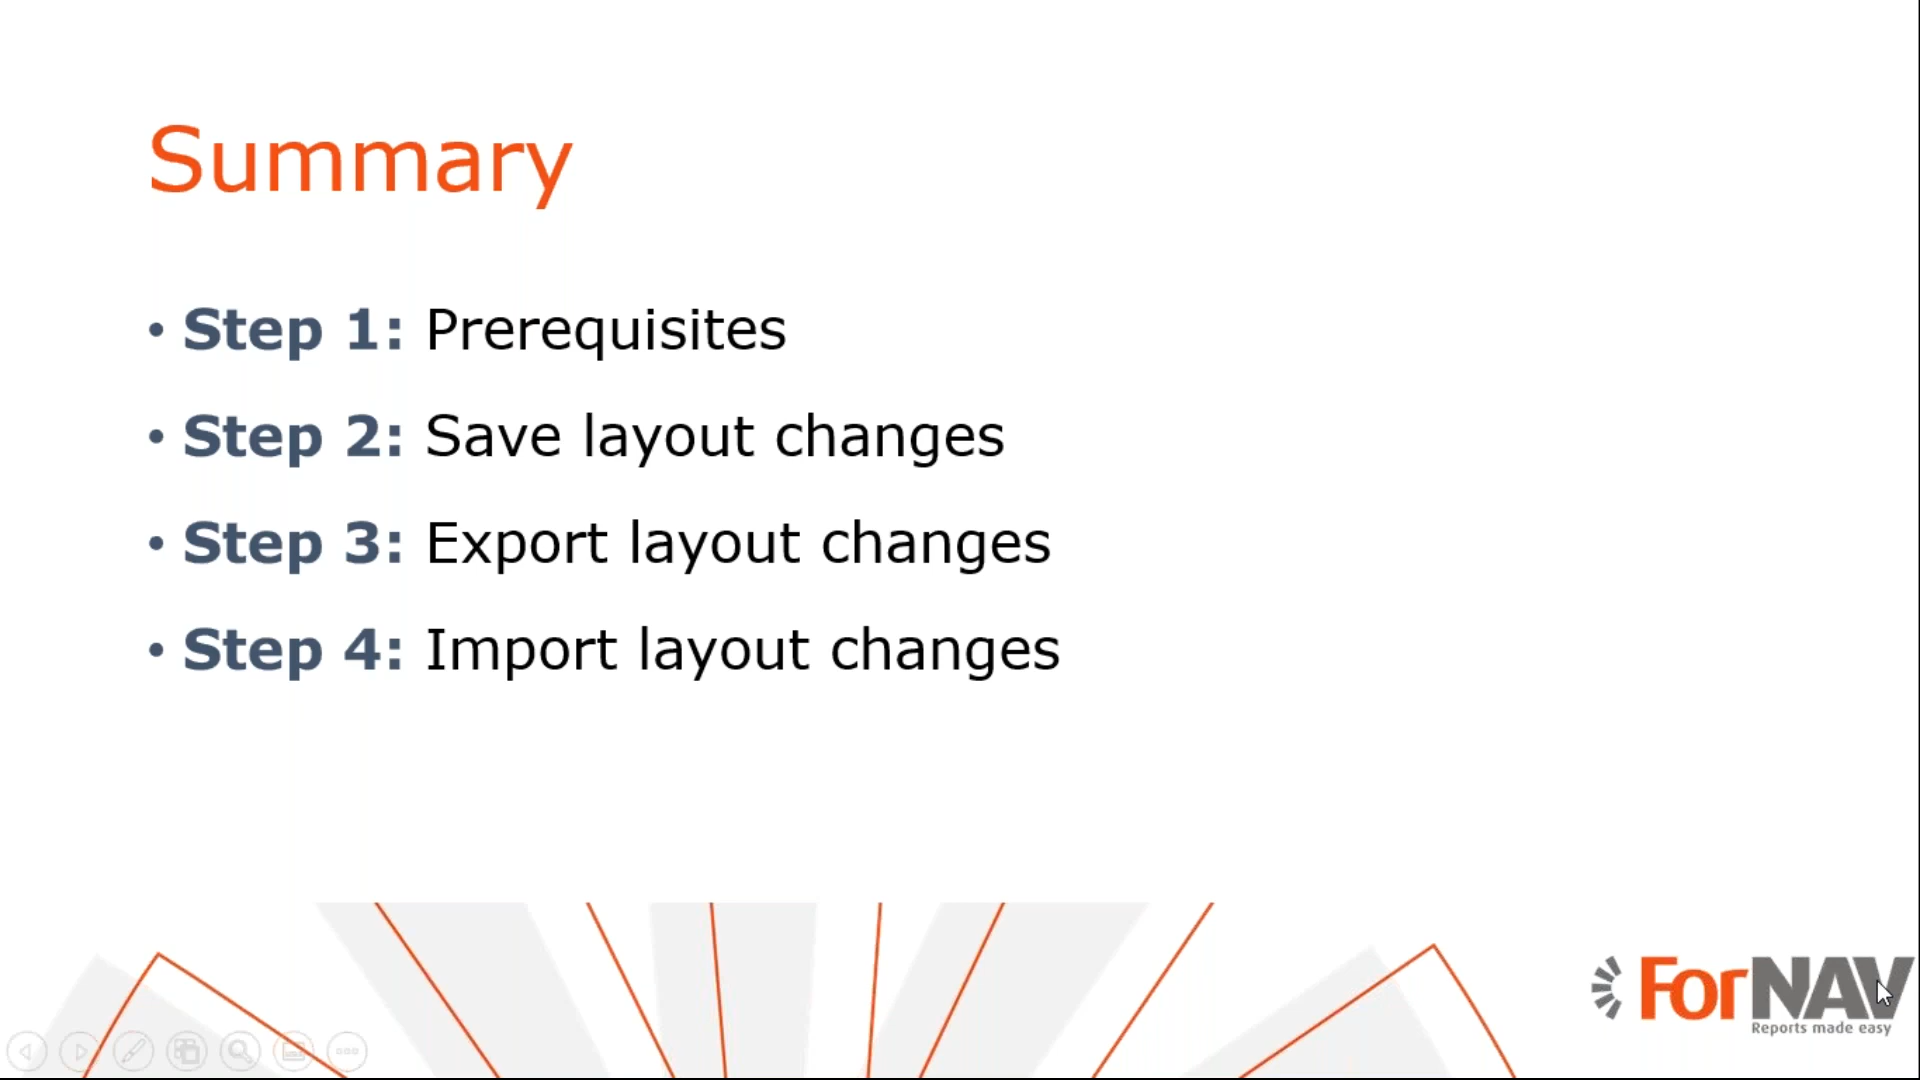 Summary
• Step 1: Prerequisites
• Step 2: Save layout changes
• Step 3: Export layout changes
• Step 4: Import layout changes
ForNAV
Reports made easy